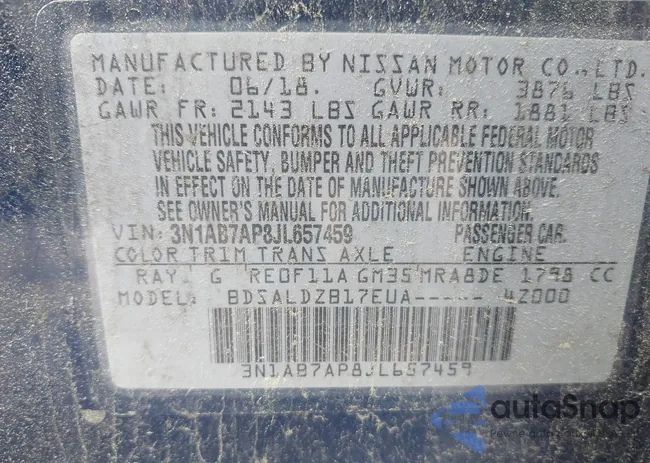 MANUFACTURED BY NISSAN MOTOR CO., LTD.
DATE: 06/18. GVWR: 3876 LBS
GAWR FR: 2143 LBS GAWR RR: 1881 LBS
THIS VEHICLE CONFORMS TO ALL APPLICABLE FEDERAL MOTOR
VEHICLE SAFETY, BUMPER AND THEFT PREVENTION STANDARDS
IN EFFECT ON THE DATE OF MANUFACTURE SHOWN ABOVE.
SEE OWNER'S MANUAL FOR ADDITIONAL INFORMATION.
VIN: 3N1AB7AP8JL657459 PASSENGER CAR.
COLOR TRIM TRANS AXLE ENGINE
RAY G RE0F11A GM35 MRA8DE 1798 CC
MODEL: BDSALDZB17EUA----- 4Z000
3N1AB7AP8JL657459
autoSnap